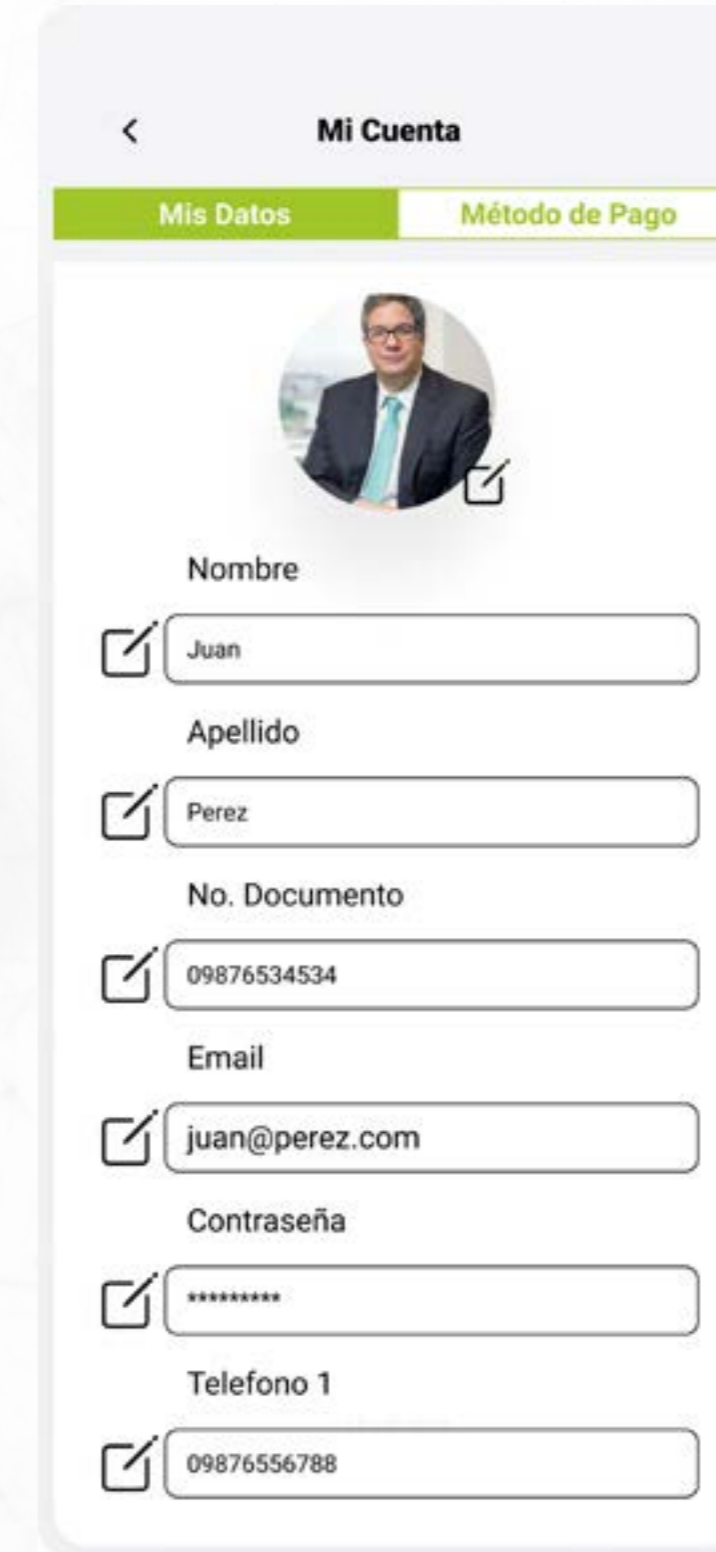 Mi Cuenta
Mis Datos Método de Pago
Nombre
Juan
Apellido
Perez
No. Documento
09876534534
Email
juan@perez.com
Contraseña
*********
Telefono 1
09876556788